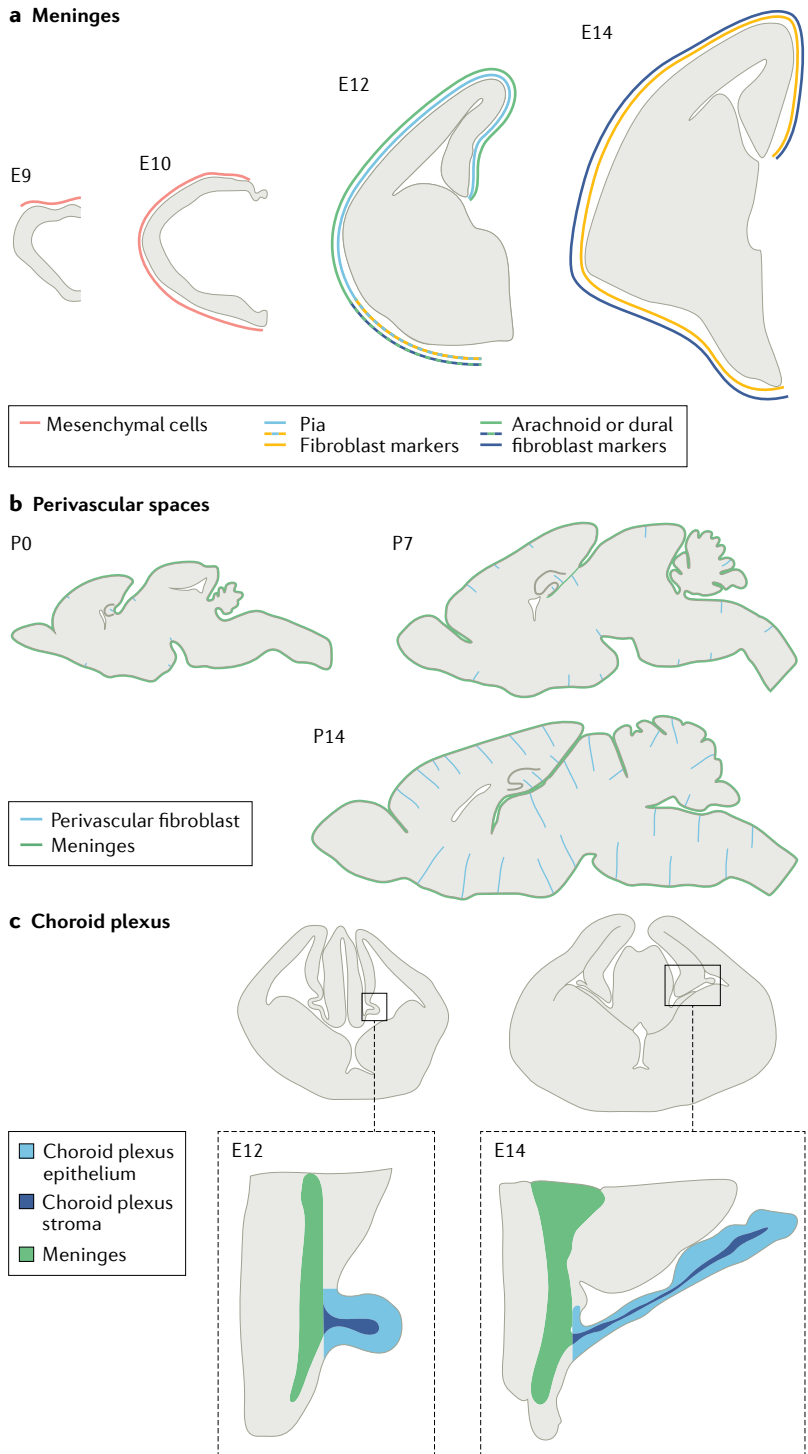 a Meninges
E9
E10
E12
E14
Mesenchymal cells
Pia
Fibroblast markers
Arachnoid or dural
fibroblast markers
b Perivascular spaces
P0
P7
P14
Perivascular fibroblast
Meninges
c Choroid plexus
Choroid plexus
epithelium
Choroid plexus
stroma
Meninges
E12
E14